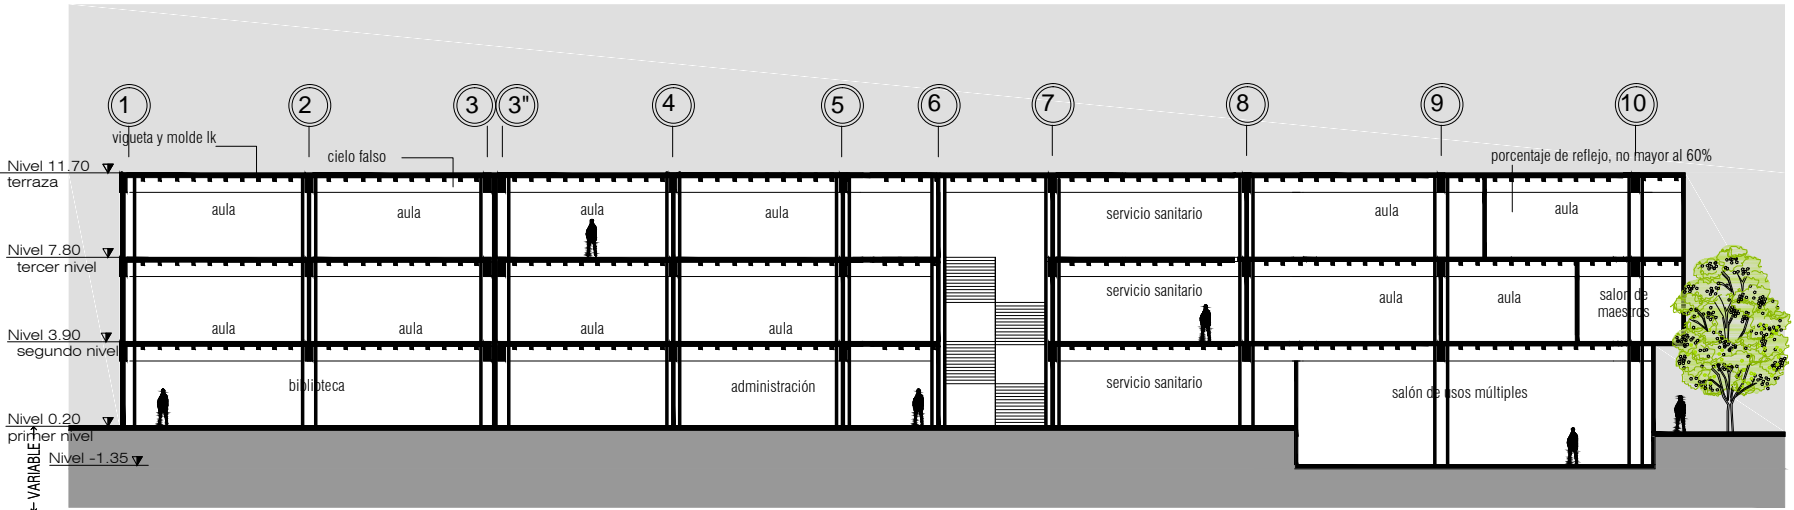 1 2 3 3" 4 5 6 7 8 9 10
vigueta y molde lk
cielo falso
porcentaje de reflejo, no mayor al 60%
Nivel 11.70
terraza
aula aula aula aula servicio sanitario aula aula
Nivel 7.80
tercer nivel
servicio sanitario
aula aula salon de
maestros
aula aula aula aula
Nivel 3.90
segundo nivel
biblioteca administración servicio sanitario salón de usos múltiples
Nivel 0.20
primer nivel
Nivel -1.35
VARIABLE